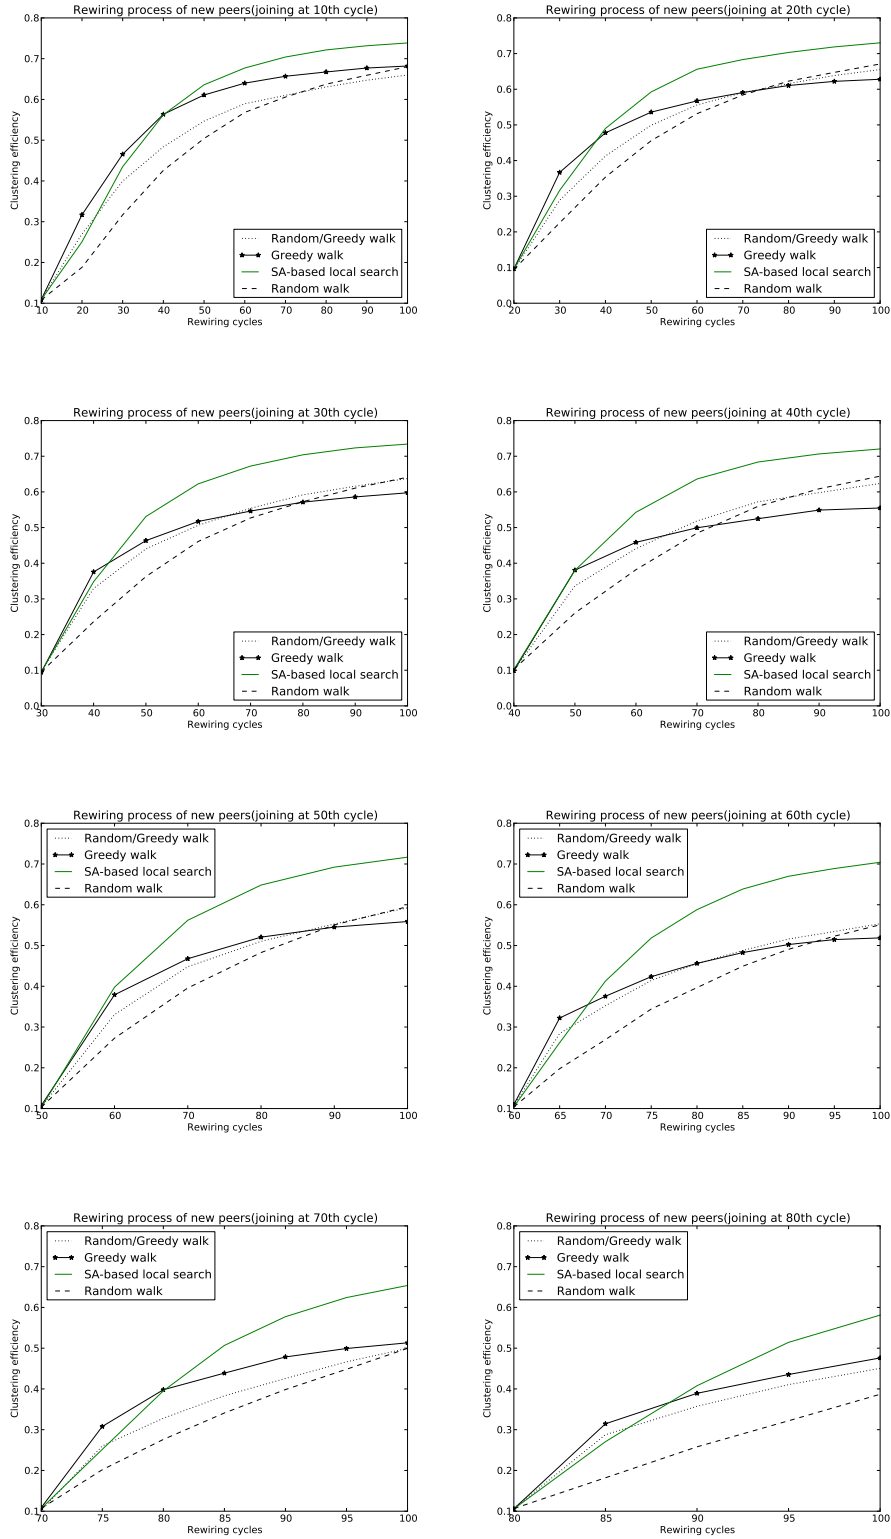 Rewiring process of new peers(joining at 10th cycle)
0.8
0.7
0.6
0.5
0.4
0.3
0.2
0.1
Clustering efficiency
Random/Greedy walk
Greedy walk
SA-based local search
Random walk
10 20 30 40 50 60 70 80 90 100
Rewiring cycles
Rewiring process of new peers(joining at 20th cycle)
0.8
0.7
0.6
0.5
0.4
0.3
0.2
0.1
0.0
Clustering efficiency
Random/Greedy walk
Greedy walk
SA-based local search
Random walk
20 30 40 50 60 70 80 90 100
Rewiring cycles
Rewiring process of new peers(joining at 30th cycle)
0.8
0.7
0.6
0.5
0.4
0.3
0.2
0.1
0.0
Clustering efficiency
Random/Greedy walk
Greedy walk
SA-based local search
Random walk
30 40 50 60 70 80 90 100
Rewiring cycles
Rewiring process of new peers(joining at 40th cycle)
0.8
0.7
0.6
0.5
0.4
0.3
0.2
0.1
0.0
Clustering efficiency
Random/Greedy walk
Greedy walk
SA-based local search
Random walk
40 50 60 70 80 90 100
Rewiring cycles
Rewiring process of new peers(joining at 50th cycle)
0.8
0.7
0.6
0.5
0.4
0.3
0.2
0.1
Clustering efficiency
Random/Greedy walk
Greedy walk
SA-based local search
Random walk
50 60 70 80 90 100
Rewiring cycles
Rewiring process of new peers(joining at 60th cycle)
0.8
0.7
0.6
0.5
0.4
0.3
0.2
0.1
Clustering efficiency
Random/Greedy walk
Greedy walk
SA-based local search
Random walk
60 65 70 75 80 85 90 95 100
Rewiring cycles
Rewiring process of new peers(joining at 70th cycle)
0.8
0.7
0.6
0.5
0.4
0.3
0.2
0.1
Clustering efficiency
Random/Greedy walk
Greedy walk
SA-based local search
Random walk
70 75 80 85 90 95 100
Rewiring cycles
Rewiring process of new peers(joining at 80th cycle)
0.8
0.7
0.6
0.5
0.4
0.3
0.2
0.1
Clustering efficiency
Random/Greedy walk
Greedy walk
SA-based local search
Random walk
80 85 90 95 100
Rewiring cycles